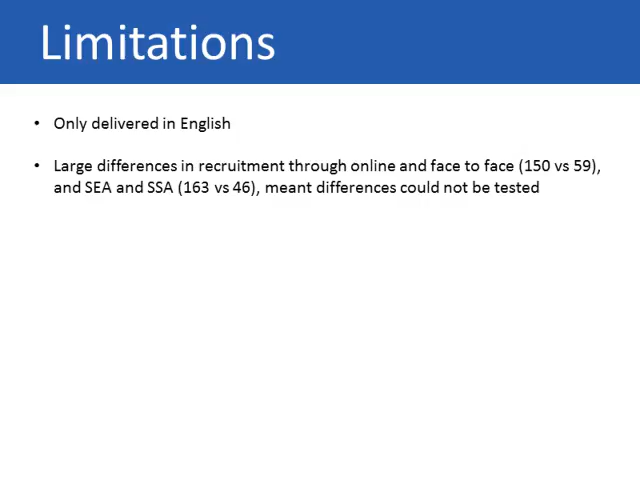 Limitations
• Only delivered in English
• Large differences in recruitment through online and face to face (150 vs 59),
and SEA and SSA (163 vs 46), meant differences could not be tested